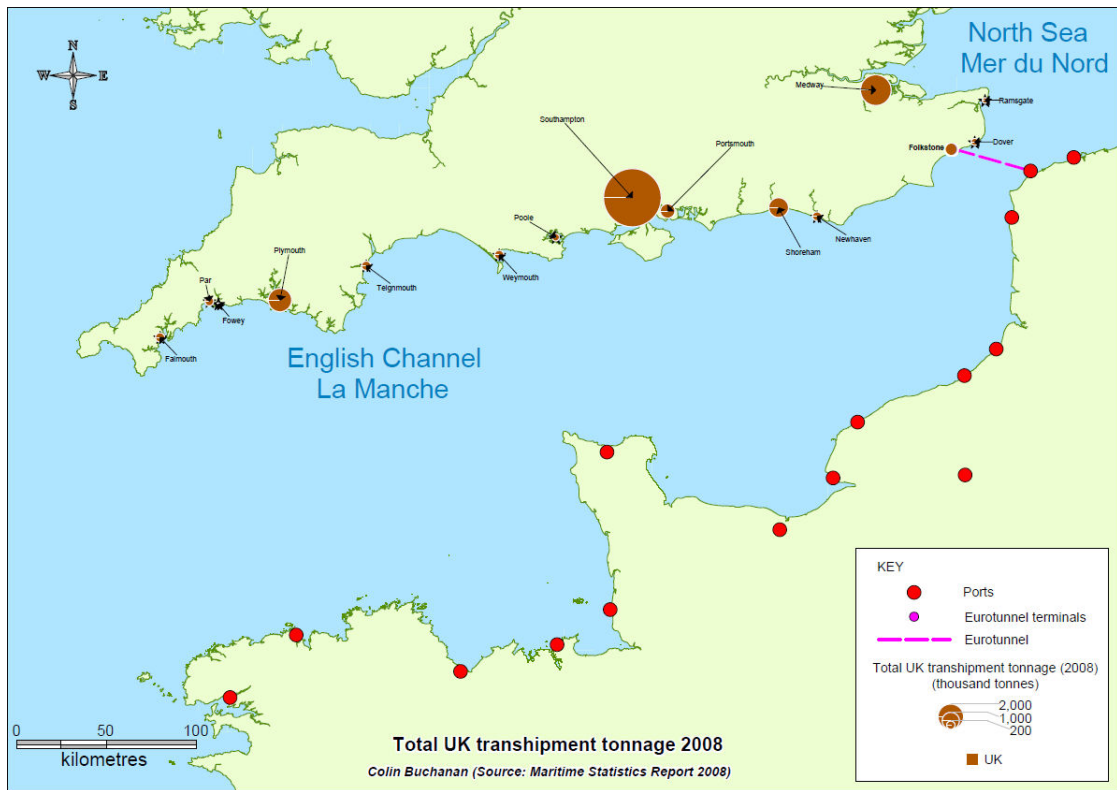 North Sea
Mer du Nord
N
W E
S
Medway
Ramsgate
Southampton
Portsmouth
Dover
Folkstone
Poole
Plymouth
Shoreham
Newhaven
Weymouth
Teignmouth
Par
Fowey
Falmouth
English Channel
La Manche
KEY
Ports
Eurotunnel terminals
Eurotunnel
Total UK transhipment tonnage (2008)
(thousand tonnes)
2,000
1,000
200
UK
0 50 100
kilometres
Total UK transhipment tonnage 2008
Colin Buchanan (Source: Maritime Statistics Report 2008)